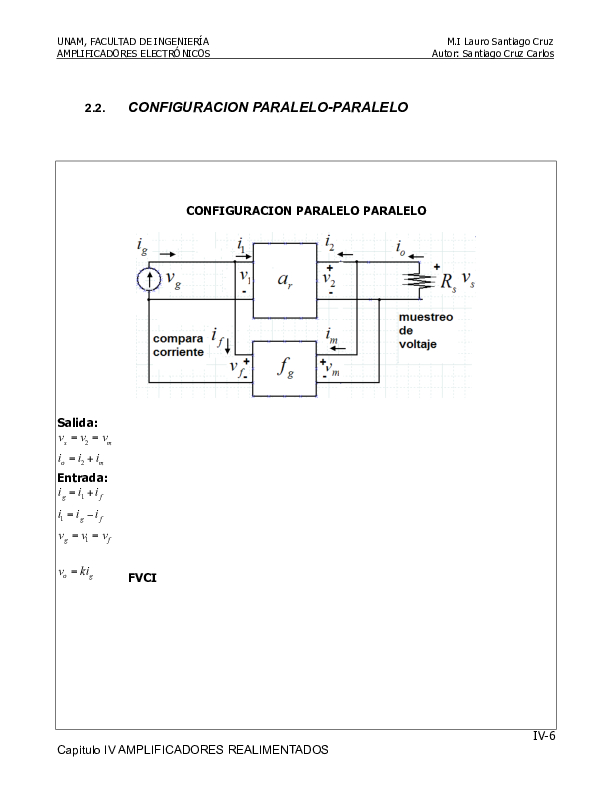 UNAM, FACULTAD DE INGENIERÍA M.I Lauro Santiago Cruz
AMPLIFICADORES ELECTRÓNICOS Autor: Santiago Cruz Carlos
2.2. CONFIGURACION PARALELO-PARALELO
CONFIGURACION PARALELO PARALELO
i_g i_1 i_2 i_o
v_g v_1 - a_r + v_2 - + R_s v_s
muestreo
de
voltaje
compara
corriente
i_f i_m
v_f + - f_g + v_m -
Salida:
v_s = v_2 = v_m
i_o = i_2 + i_m
Entrada:
i_g = i_1 + i_f
i_1 = i_g − i_f
v_g = v_1 = v_f
v_o = ki_g FVCI
IV-6
Capitulo IV AMPLIFICADORES REALIMENTADOS